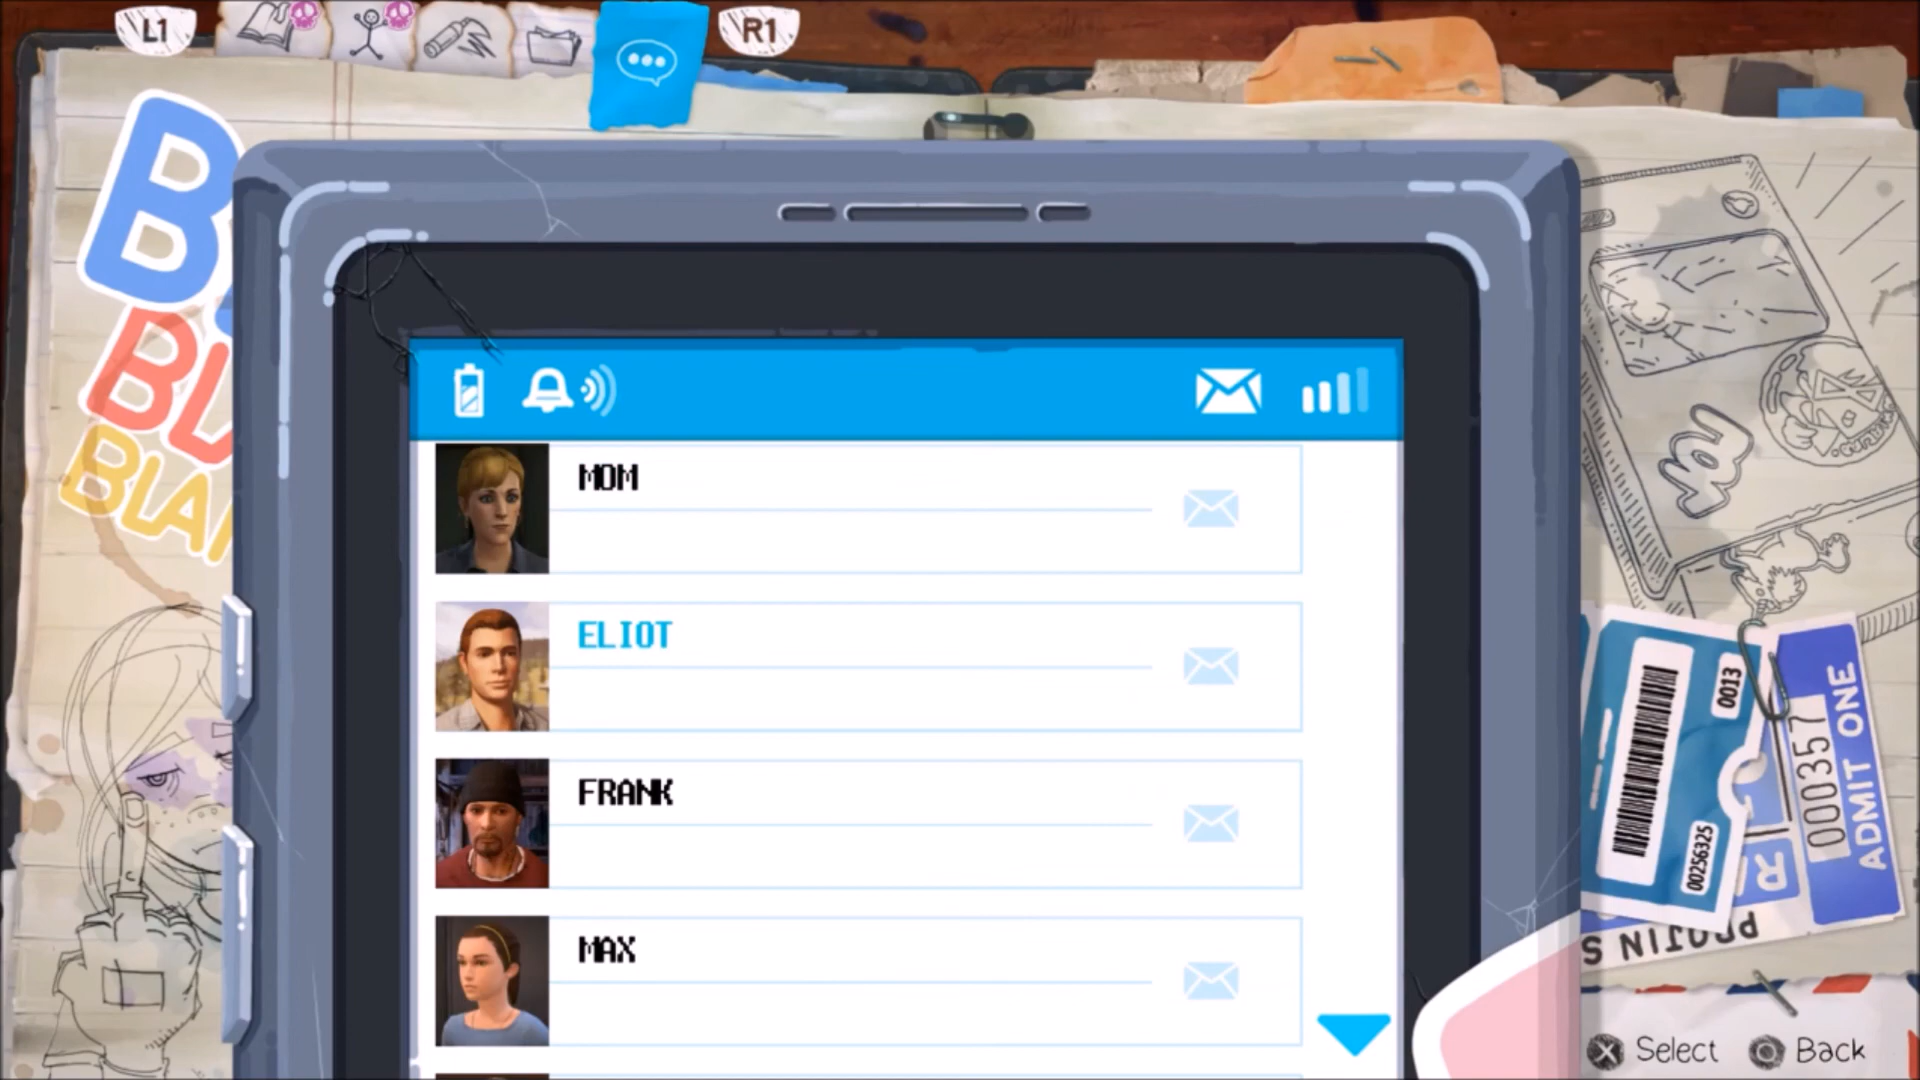 L1
R1
MOM
ELIOT
FRANK
MAX
0013
00256325
000357
ADMIT ONE
Select
Back